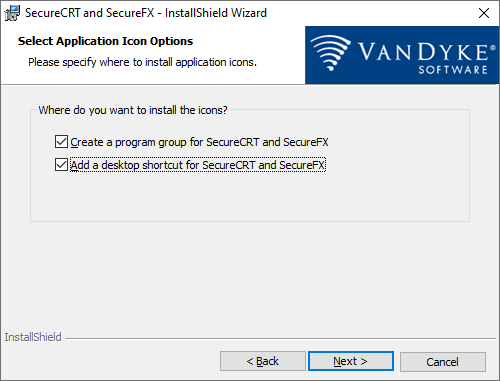 SecureCRT and SecureFX - InstallShield Wizard
Select Application Icon Options
Please specify where to install application icons.
VANDYKE
SOFTWARE
Where do you want to install the icons?
Create a program group for SecureCRT and SecureFX
Add a desktop shortcut for SecureCRT and SecureFX
InstallShield
< Back
Next >
Cancel